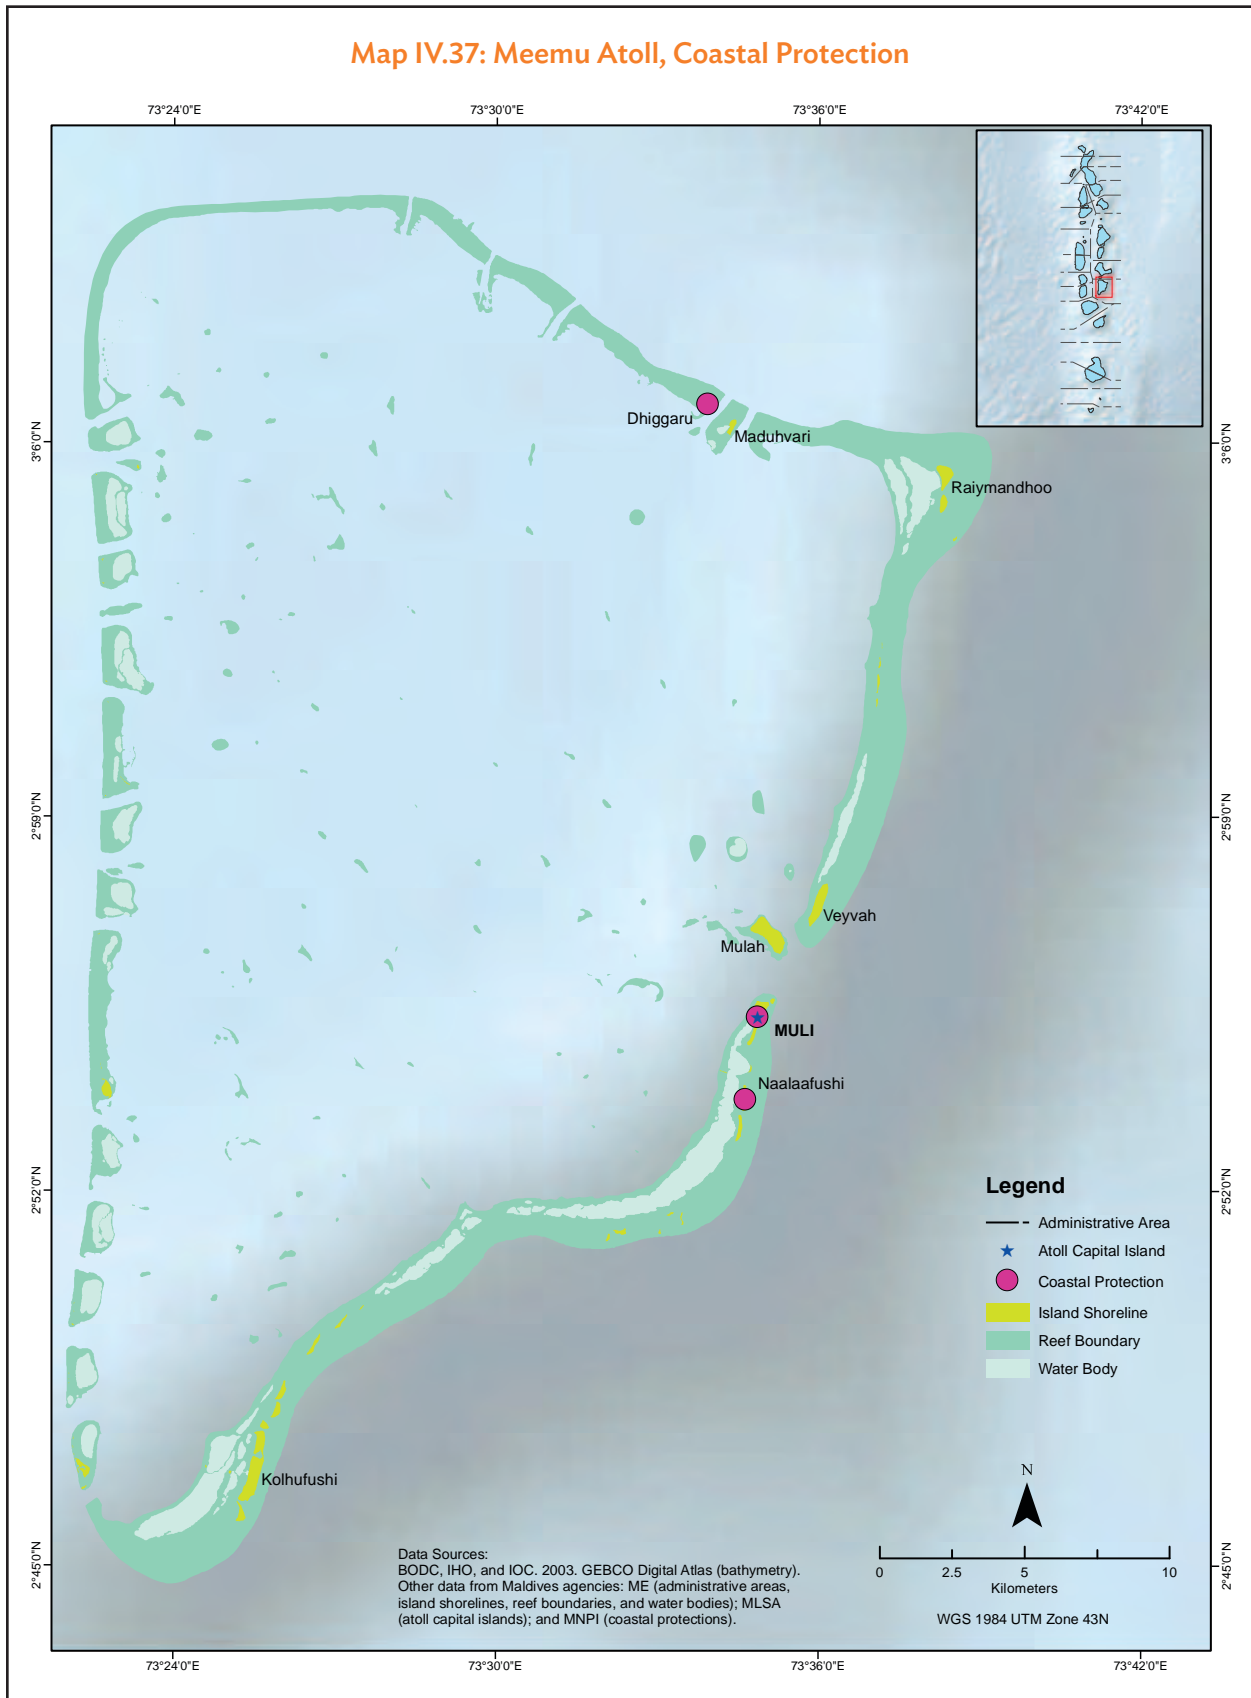 Map IV.37: Meemu Atoll, Coastal Protection
73°24'0"E
73°30'0"E
73°36'0"E
73°42'0"E
3°6'0"N
3°6'0"N
2°59'0"N
2°59'0"N
2°52'0"N
2°52'0"N
2°45'0"N
2°45'0"N
Dhiggaru
Maduhvari
Raiymandhoo
Veyvah
Mulah
MULI
Naalaafushi
Kolhufushi
Legend
Administrative Area
Atoll Capital Island
Coastal Protection
Island Shoreline
Reef Boundary
Water Body
N
0
2.5
5
10
Kilometers
WGS 1984 UTM Zone 43N
Data Sources:
BODC, IHO, and IOC. 2003. GEBCO Digital Atlas (bathymetry).
Other data from Maldives agencies: ME (administrative areas,
island shorelines, reef boundaries, and water bodies); MLSA
(atoll capital islands); and MNPI (coastal protections).
73°24'0"E
73°30'0"E
73°36'0"E
73°42'0"E